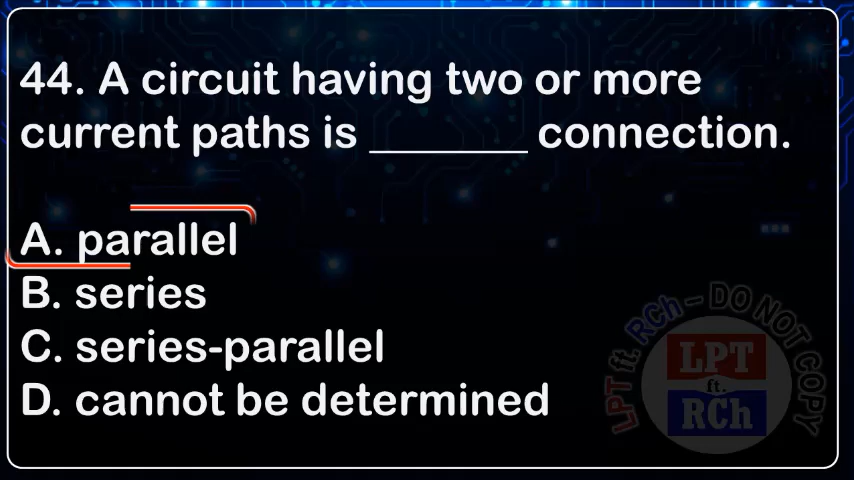 44. A circuit having two or more
current paths is _______ connection.
A. parallel
B. series
C. series-parallel
D. cannot be determined
LPT ft. RCh – DO NOT COPY
LPT
ft.
RCh